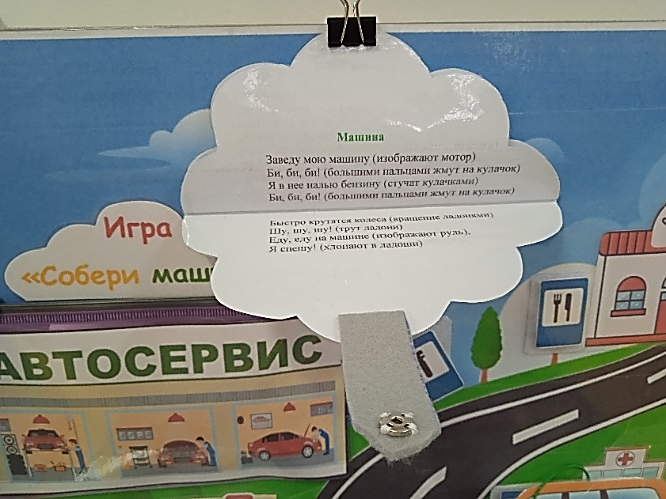 Машина
Заведу мою машину (изображают мотор)
Би, би, би! (большими пальцами жмут на кулачок)
Я в нее налью бензину (стучат кулачками)
Би, би, би! (большими пальцами жмут на кулачок)
Быстро крутятся колеса (вращение ладонями)
Шу, шу, шу! (трут ладони)
Еду, еду на машине (изображают руль),
Я спешу! (хлопают в ладоши)
Игра
«Собери маш
АВТОСЕРВИС